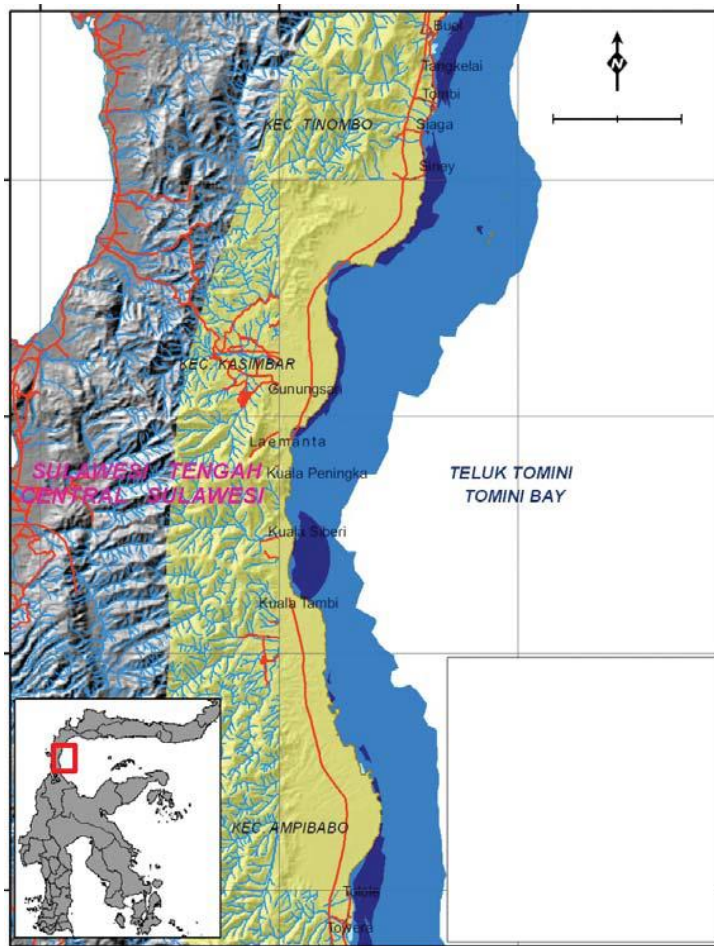 Buol
Tangkelai
Tombi
KEC TINOMBO
Siaga
Siney
N
KEC KASIMBAR
Gunungsari
Laemanta
SULAWESI TENGAH
CENTRAL SULAWESI
Kuala Peningka
TELUK TOMINI
TOMINI BAY
Kuala Siberi
Kuala Tambi
KEC AMPIBABO
Towera